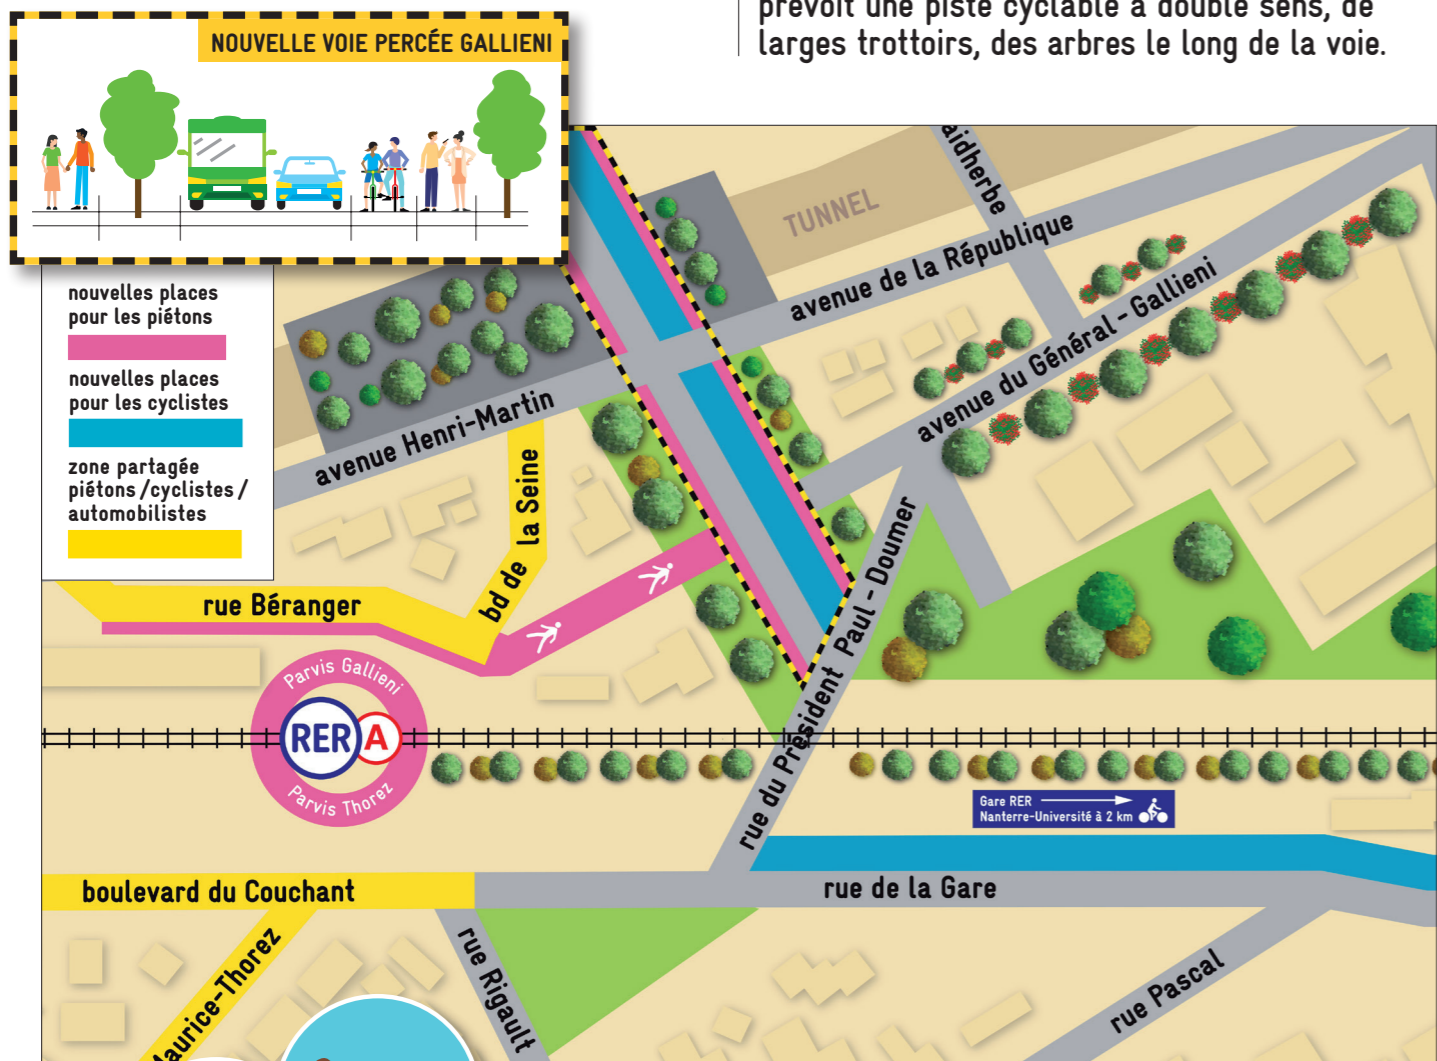 prévoit une piste cyclable à double sens, de
larges trottoirs, des arbres le long de la voie.
NOUVELLE VOIE PERCÉE GALLIENI
nouvelles places
pour les piétons
nouvelles places
pour les cyclistes
zone partagée
piétons/cyclistes/
automobilistes
TUNNEL
aidherbe
avenue de la République
avenue du Général-Gallieni
avenue Henri-Martin
bd de la Seine
rue Béranger
rue du Président Paul-Doumer
Parvis Gallieni
RER A
Parvis Thorez
Gare RER
Nanterre-Université à 2 km
boulevard du Couchant
rue de la Gare
Maurice-Thorez
rue Rigault
rue Pascal